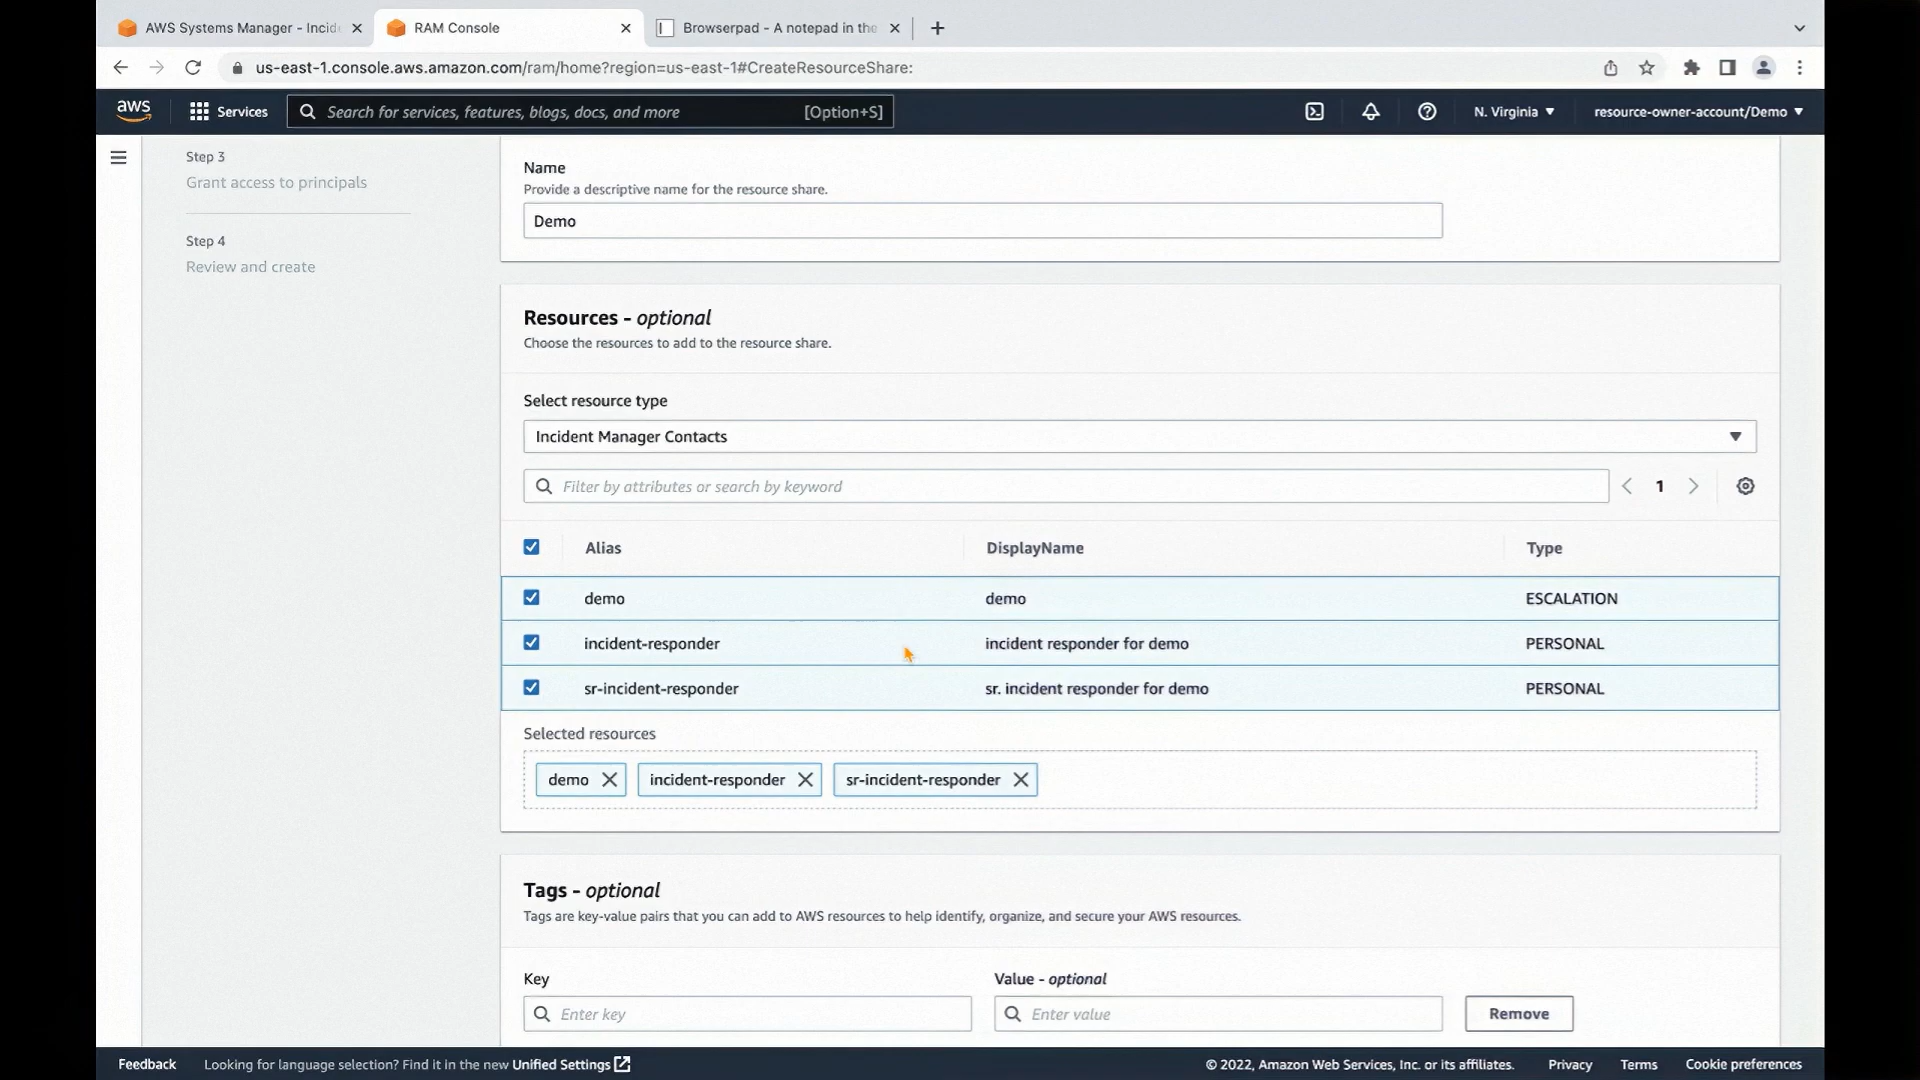 AWS Systems Manager - Incid
RAM Console
Browserpad - A notepad in the
us-east-1.console.aws.amazon.com/ram/home?region=us-east-1#CreateResourceShare:
aws
Services
Search for services, features, blogs, docs, and more
[Option+S]
N. Virginia
resource-owner-account/Demo
Step 3
Grant access to principals
Step 4
Review and create
Name
Provide a descriptive name for the resource share.
Demo
Resources - optional
Choose the resources to add to the resource share.
Select resource type
Incident Manager Contacts
Filter by attributes or search by keyword
1
Alias DisplayName Type
demo demo ESCALATION
incident-responder incident responder for demo PERSONAL
sr-incident-responder sr. incident responder for demo PERSONAL
Selected resources
demo incident-responder sr-incident-responder
Tags - optional
Tags are key-value pairs that you can add to AWS resources to help identify, organize, and secure your AWS resources.
Key Value - optional
Enter key Enter value Remove
Feedback
Looking for language selection? Find it in the new Unified Settings
© 2022, Amazon Web Services, Inc. or its affiliates.
Privacy
Terms
Cookie preferences